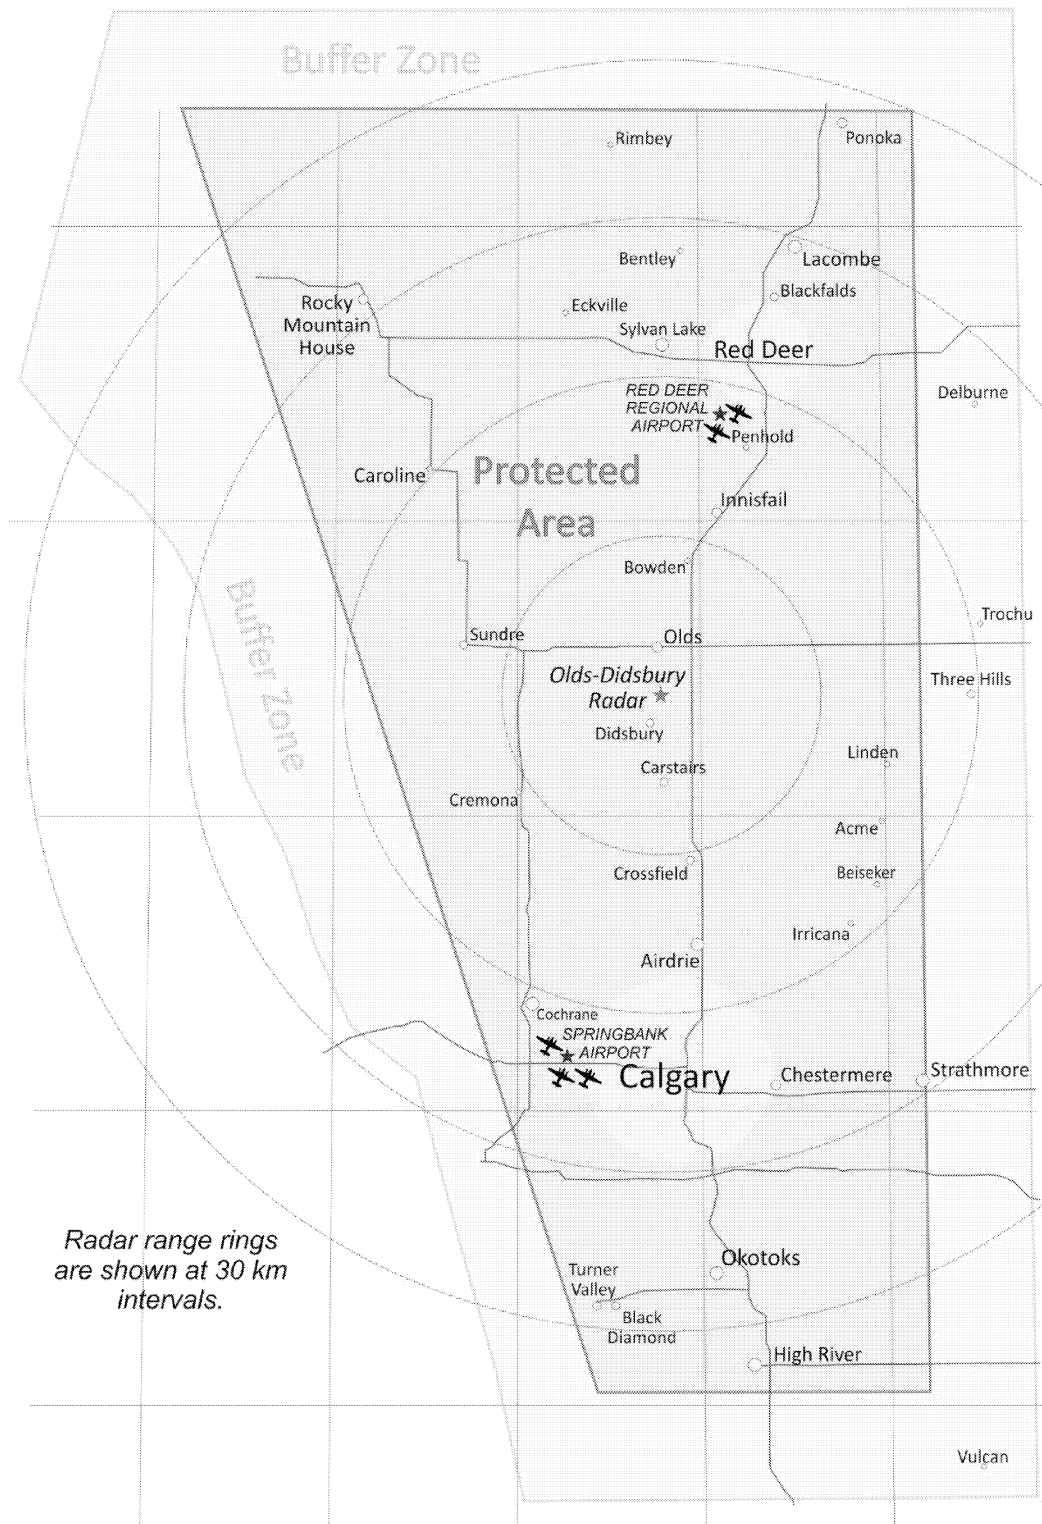 Buffer Zone
Rimbey
Ponoka
Bentley
Lacombe
Blackfalds
Rocky
Mountain
House
Eckville
Sylvan Lake
Red Deer
RED DEER
REGIONAL
AIRPORT
Delburne
Penhold
Protected
Area
Caroline
Innisfail
Bowden
Buffer Zone
Trochu
Sundre
Olds
Olds-Didsbury
Radar
Three Hills
Didsbury
Linden
Carstairs
Cremona
Acme
Crossfield
Beiseker
Irricana
Airdrie
Cochrane
SPRINGBANK
AIRPORT
Calgary
Chestermere
Strathmore
Radar range rings
are shown at 30 km
intervals.
Okotoks
Turner
Valley
Black
Diamond
High River
Vulcan